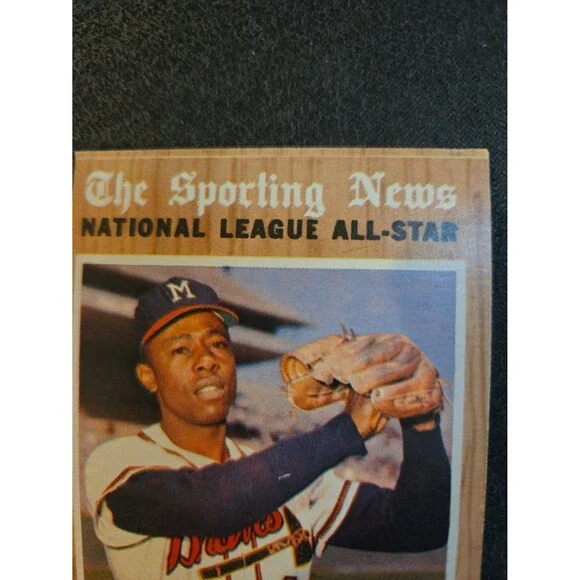 The Sporting News
NATIONAL LEAGUE ALL-STAR
M
Braves